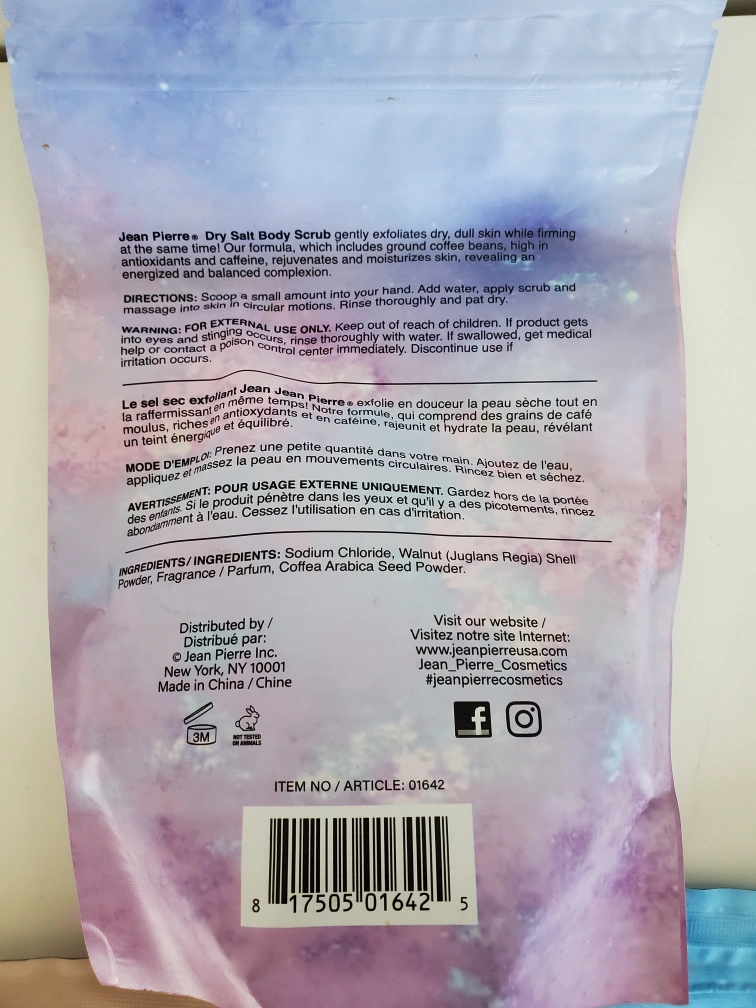 Jean Pierre® Dry Salt Body Scrub gently exfoliates dry, dull skin while firming
at the same time! Our formula, which includes ground coffee beans, high in
antioxidants and caffeine, rejuvenates and moisturizes skin, revealing an
energized and balanced complexion.
DIRECTIONS: Scoop a small amount into your hand. Add water, apply scrub and
massage into skin in circular motions. Rinse thoroughly and pat dry.
WARNING: FOR EXTERNAL USE ONLY. Keep out of reach of children. If product gets
into eyes and stinging occurs, rinse thoroughly with water. If swallowed, get medical
help or contact a poison control center immediately. Discontinue use if
irritation occurs.
Le sel sec exfoliant Jean Jean Pierre® exfolie en douceur la peau sèche tout en
la raffermissant en même temps! Notre formule, qui comprend des grains de café
moulus, riches en antioxydants et en caféine, rajeunit et hydrate la peau, révélant
un teint énergique et équilibré.
MODE D'EMPLOI: Prenez une petite quantité dans votre main. Ajoutez de l'eau,
appliquez et massez la peau en mouvements circulaires. Rincez bien et séchez.
AVERTISSEMENT: POUR USAGE EXTERNE UNIQUEMENT. Gardez hors de la portée
des enfants. Si le produit pénètre dans les yeux et qu'il y a des picotements, rincez
abondamment à l'eau. Cessez l'utilisation en cas d'irritation.
INGREDIENTS/INGREDIENTS: Sodium Chloride, Walnut (Juglans Regia) Shell
Powder, Fragrance / Parfum, Coffea Arabica Seed Powder.
Distributed by /
Distribué par:
© Jean Pierre Inc.
New York, NY 10001
Made in China / Chine
Visit our website /
Visitez notre site Internet:
www.jeanpierreusa.com
Jean_Pierre_Cosmetics
#jeanpierrecosmetics
3M
NOT TESTED
ON ANIMALS
ITEM NO / ARTICLE: 01642
8 17505 01642 5